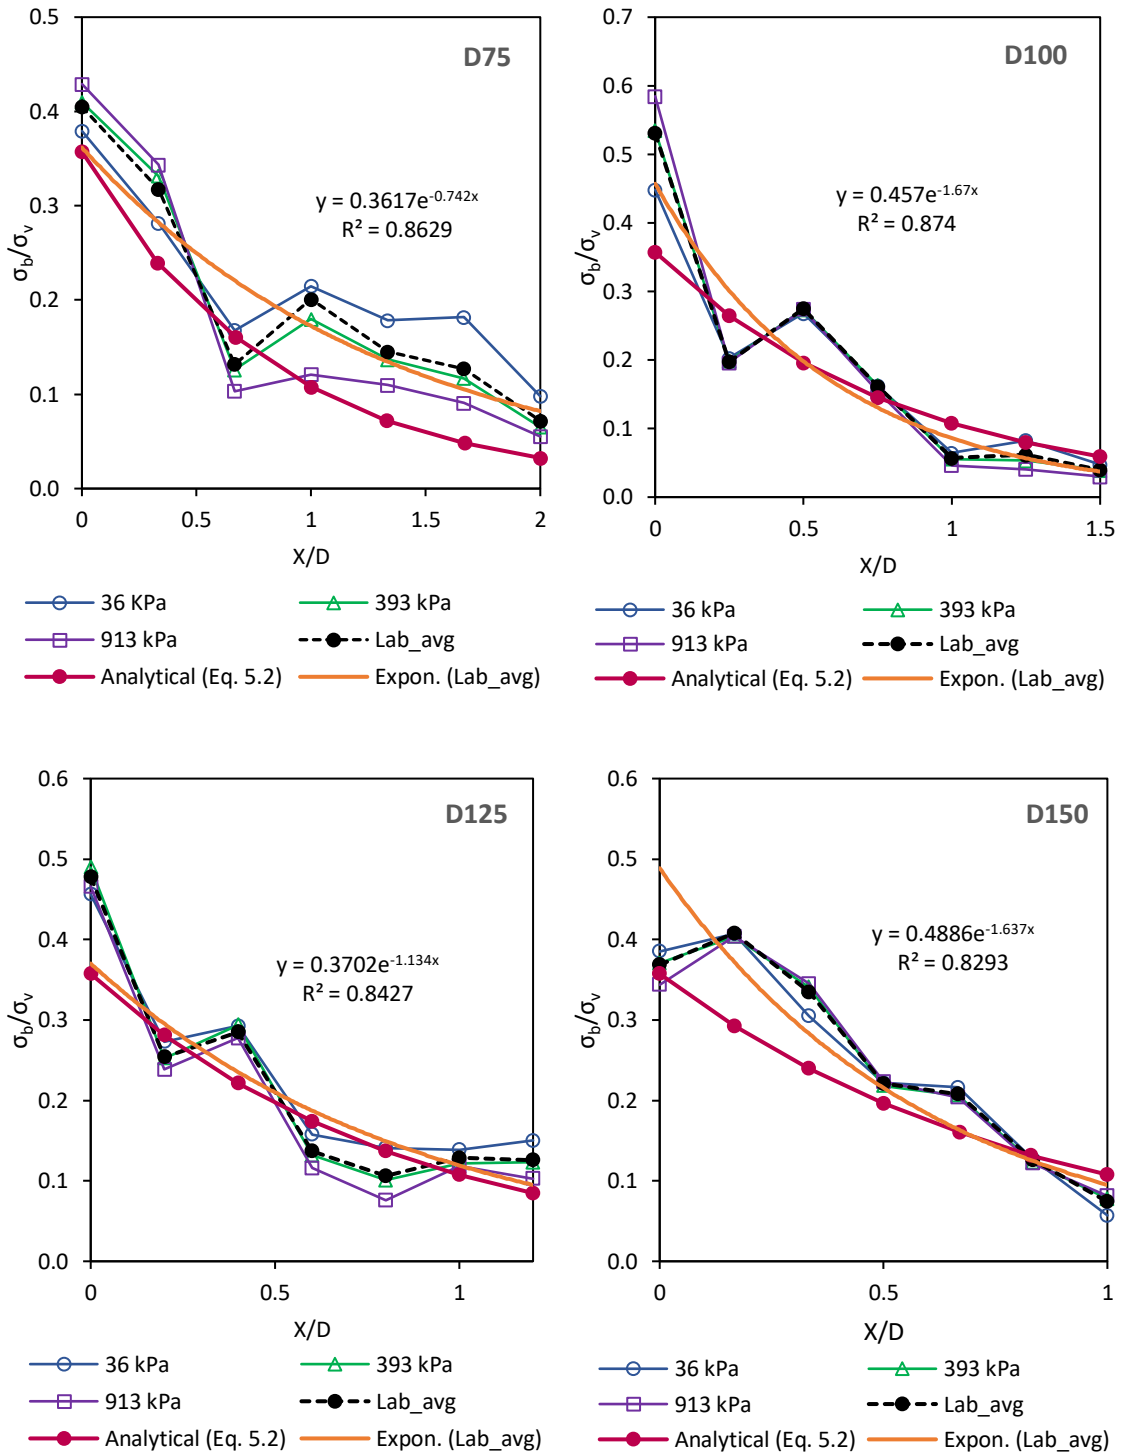 D75
0.5
0.4
0.3
0.2
0.1
0.0
σb/σv
y = 0.3617e-0.742x
R² = 0.8629
0 0.5 1 1.5 2
X/D
36 KPa 393 kPa
913 kPa Lab_avg
Analytical (Eq. 5.2) Expon. (Lab_avg)
D100
0.7
0.6
0.5
0.4
0.3
0.2
0.1
0.0
σb/σv
y = 0.457e-1.67x
R² = 0.874
0 0.5 1 1.5
X/D
36 kPa 393 kPa
913 kPa Lab_avg
Analytical (Eq. 5.2) Expon. (Lab_avg)
D125
0.6
0.5
0.4
0.3
0.2
0.1
0.0
σb/σv
y = 0.3702e-1.134x
R² = 0.8427
0 0.5 1
X/D
36 kPa 393 kPa
913 kPa Lab_avg
Analytical (Eq. 5.2) Expon. (Lab_avg)
D150
0.6
0.5
0.4
0.3
0.2
0.1
0.0
σb/σv
y = 0.4886e-1.637x
R² = 0.8293
0 0.5 1
X/D
36 kPa 393 kPa
913 kPa Lab_avg
Analytical (Eq. 5.2) Expon. (Lab_avg)